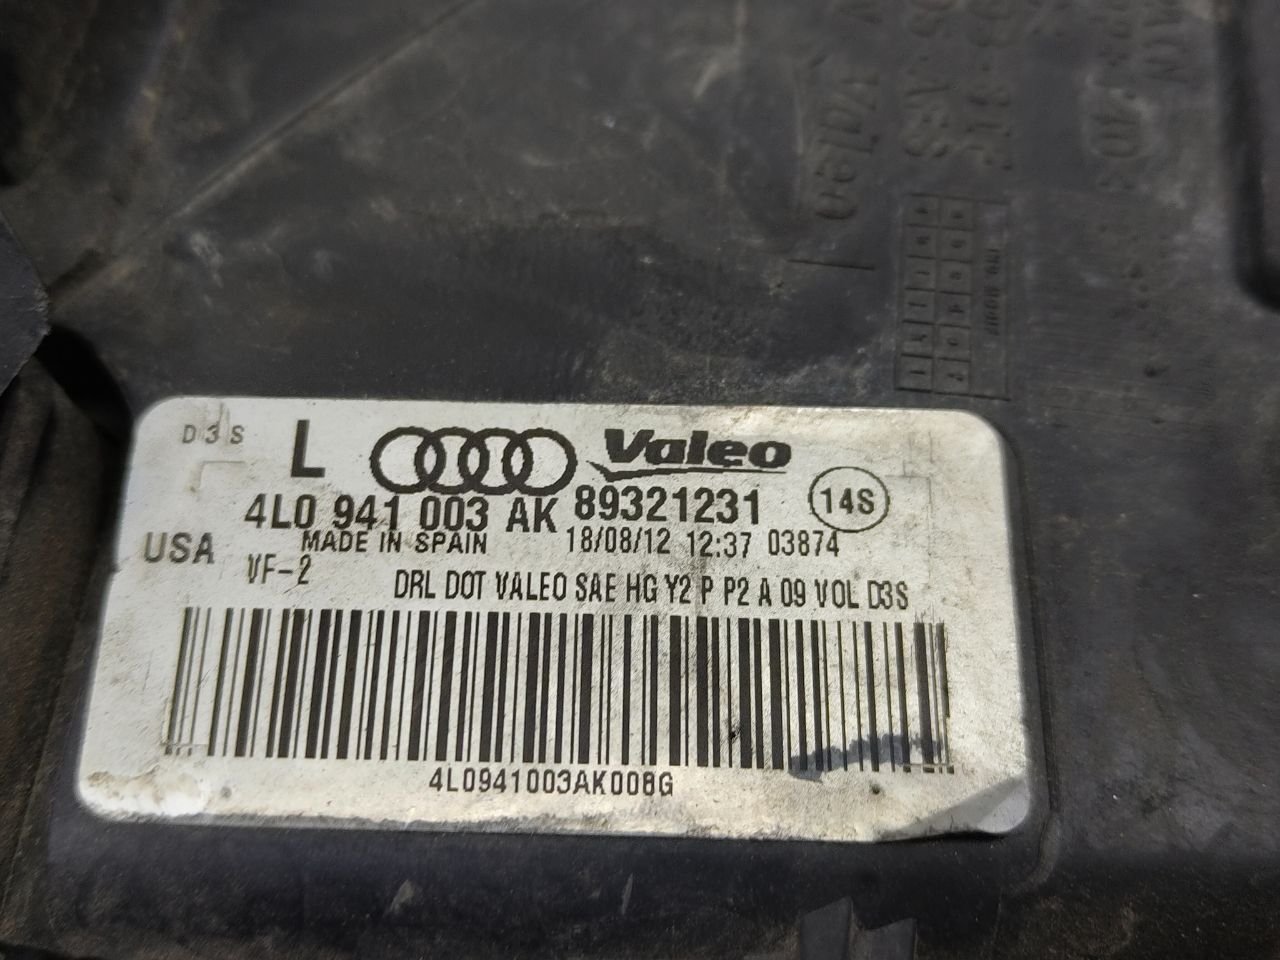 D3S L Valeo
4L0 941 003 AK 89321231 14S
USA MADE IN SPAIN 18/08/12 12:37 03874
VF-2 DRL DOT VALEO SAE HG Y2 P P2 A 09 VOL D3S
4L0941003AK008G